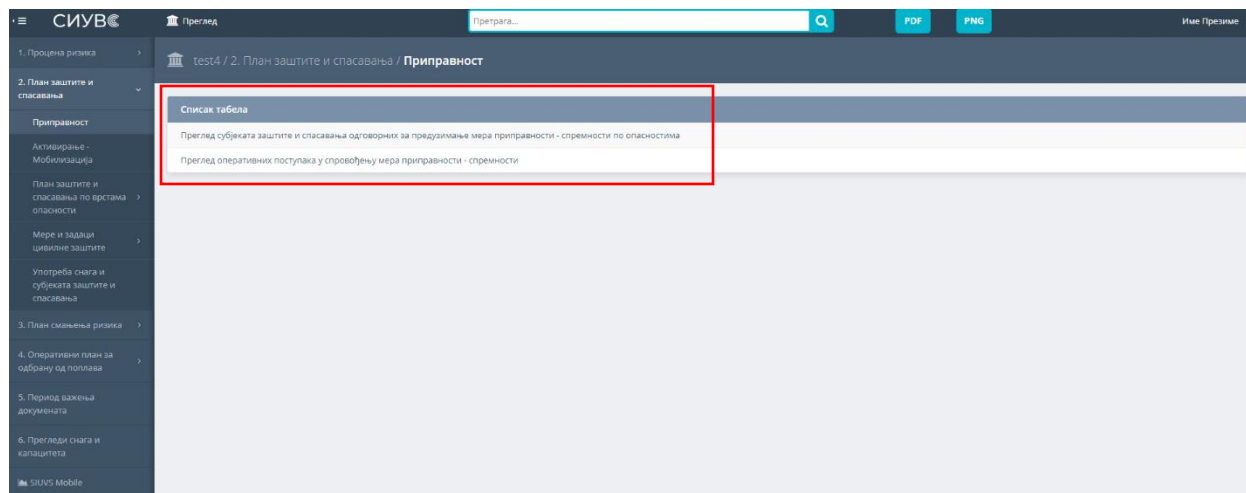 СИУВС
Преглед
Претрага...
PDF
PNG
Име Презиме
1. Процена ризика
2. План заштите и
спасавања
Приправност
Активирање -
Мобилизација
План заштите и
спасавања по врстама
опасности
Мере и задаци
цивилне заштите
Употреба снага и
субјеката заштите и
спасавања
3. План смањења ризика
4. Оперативни план за
одбрану од поплава
5. Период важења
докумената
6. Прегледи снага и
капацитета
SIUVS Mobile
test4 / 2. План заштите и спасавања / Приправност
Списак табела
Преглед субјеката заштите и спасавања одговорних за предузимање мера приправности - спремности по опасностима
Преглед оперативних поступака у спровођењу мера приправности - спремности